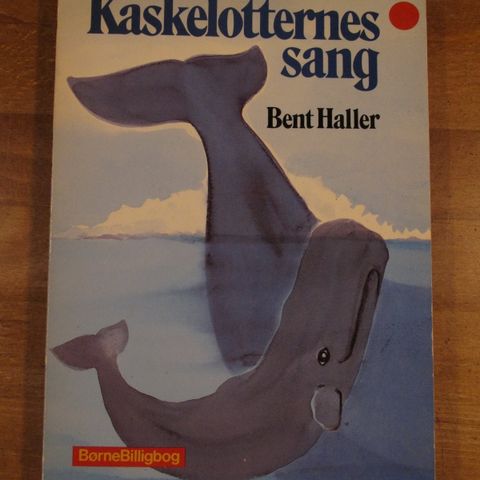 Kaskelotternes
sang
Bent Haller
BørneBilligbog